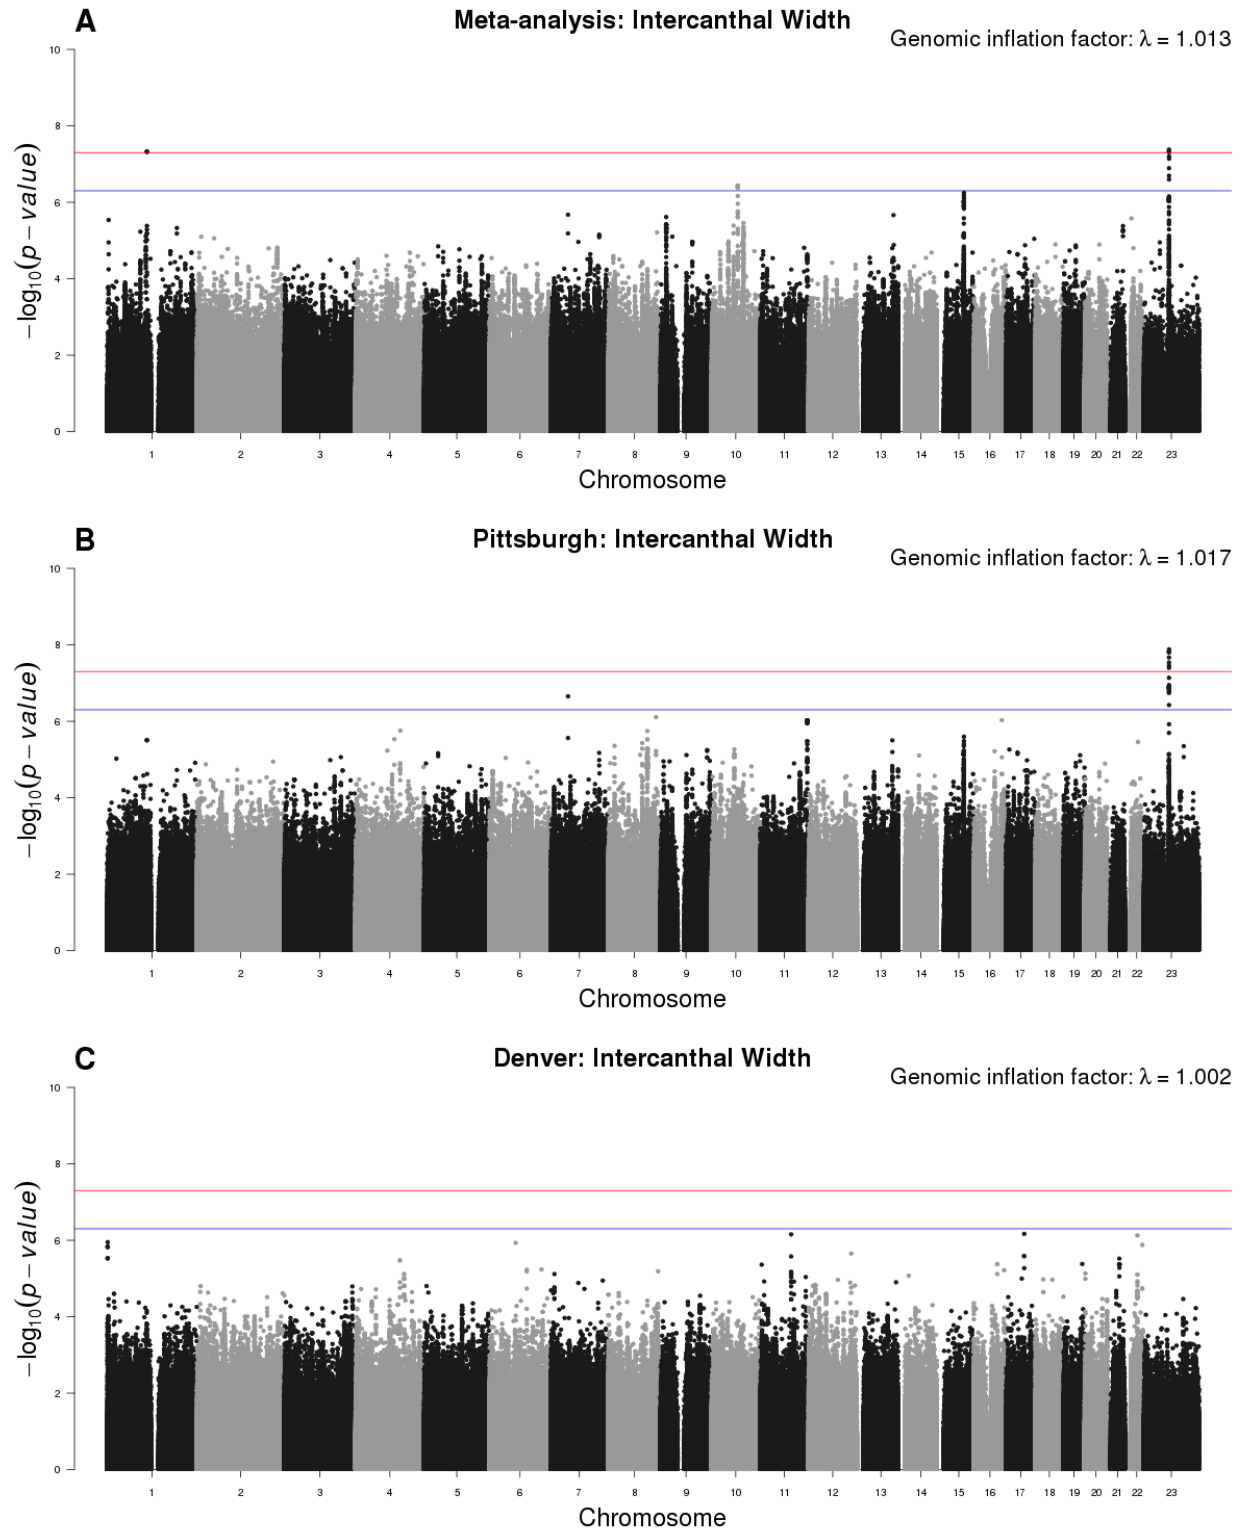 A
Meta-analysis: Intercanthal Width
Genomic inflation factor: λ = 1.013
10
8
6
4
2
0
−log10(p − value)
1 2 3 4 5 6 7 8 9 10 11 12 13 14 15 16 17 18 19 20 21 22 23
Chromosome
B
Pittsburgh: Intercanthal Width
Genomic inflation factor: λ = 1.017
10
8
6
4
2
0
−log10(p − value)
1 2 3 4 5 6 7 8 9 10 11 12 13 14 15 16 17 18 19 20 21 22 23
Chromosome
C
Denver: Intercanthal Width
Genomic inflation factor: λ = 1.002
10
8
6
4
2
0
−log10(p − value)
1 2 3 4 5 6 7 8 9 10 11 12 13 14 15 16 17 18 19 20 21 22 23
Chromosome